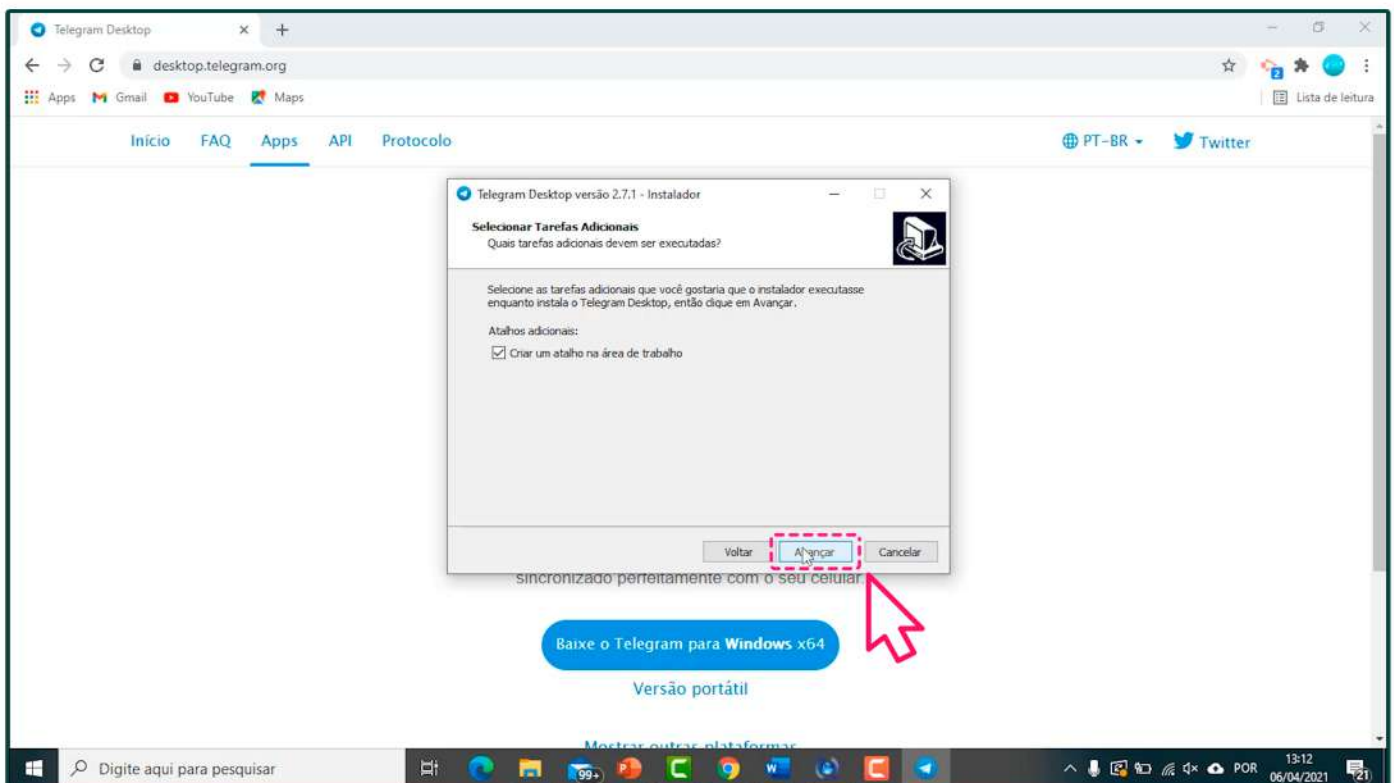 Telegram Desktop
desktop.telegram.org
2
Apps Gmail YouTube Maps Lista de leitura
Início FAQ Apps API Protocolo PT-BR Twitter
Telegram Desktop versão 2.7.1 - Instalador
Selecionar Tarefas Adicionais
Quais tarefas adicionais devem ser executadas?
Selecione as tarefas adicionais que você gostaria que o instalador executasse
enquanto instala o Telegram Desktop, então clique em Avançar.
Atalhos adicionais:
Criar um atalho na área de trabalho
Voltar Avançar Cancelar
sincronizado perfeitamente com o seu celular.
Baixe o Telegram para Windows x64
Versão portátil
Mostrar outras plataformas
Digite aqui para pesquisar
99+
POR
13:12
06/04/2021
21